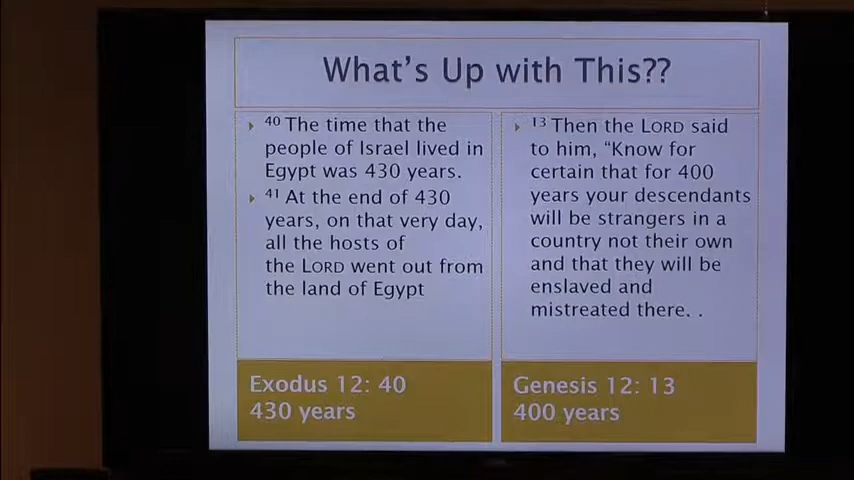 What's Up with This??
40 The time that the
people of Israel lived in
Egypt was 430 years.
41 At the end of 430
years, on that very day,
all the hosts of
the LORD went out from
the land of Egypt
Exodus 12: 40
430 years
13 Then the LORD said
to him, “Know for
certain that for 400
years your descendants
will be strangers in a
country not their own
and that they will be
enslaved and
mistreated there. .
Genesis 12: 13
400 years